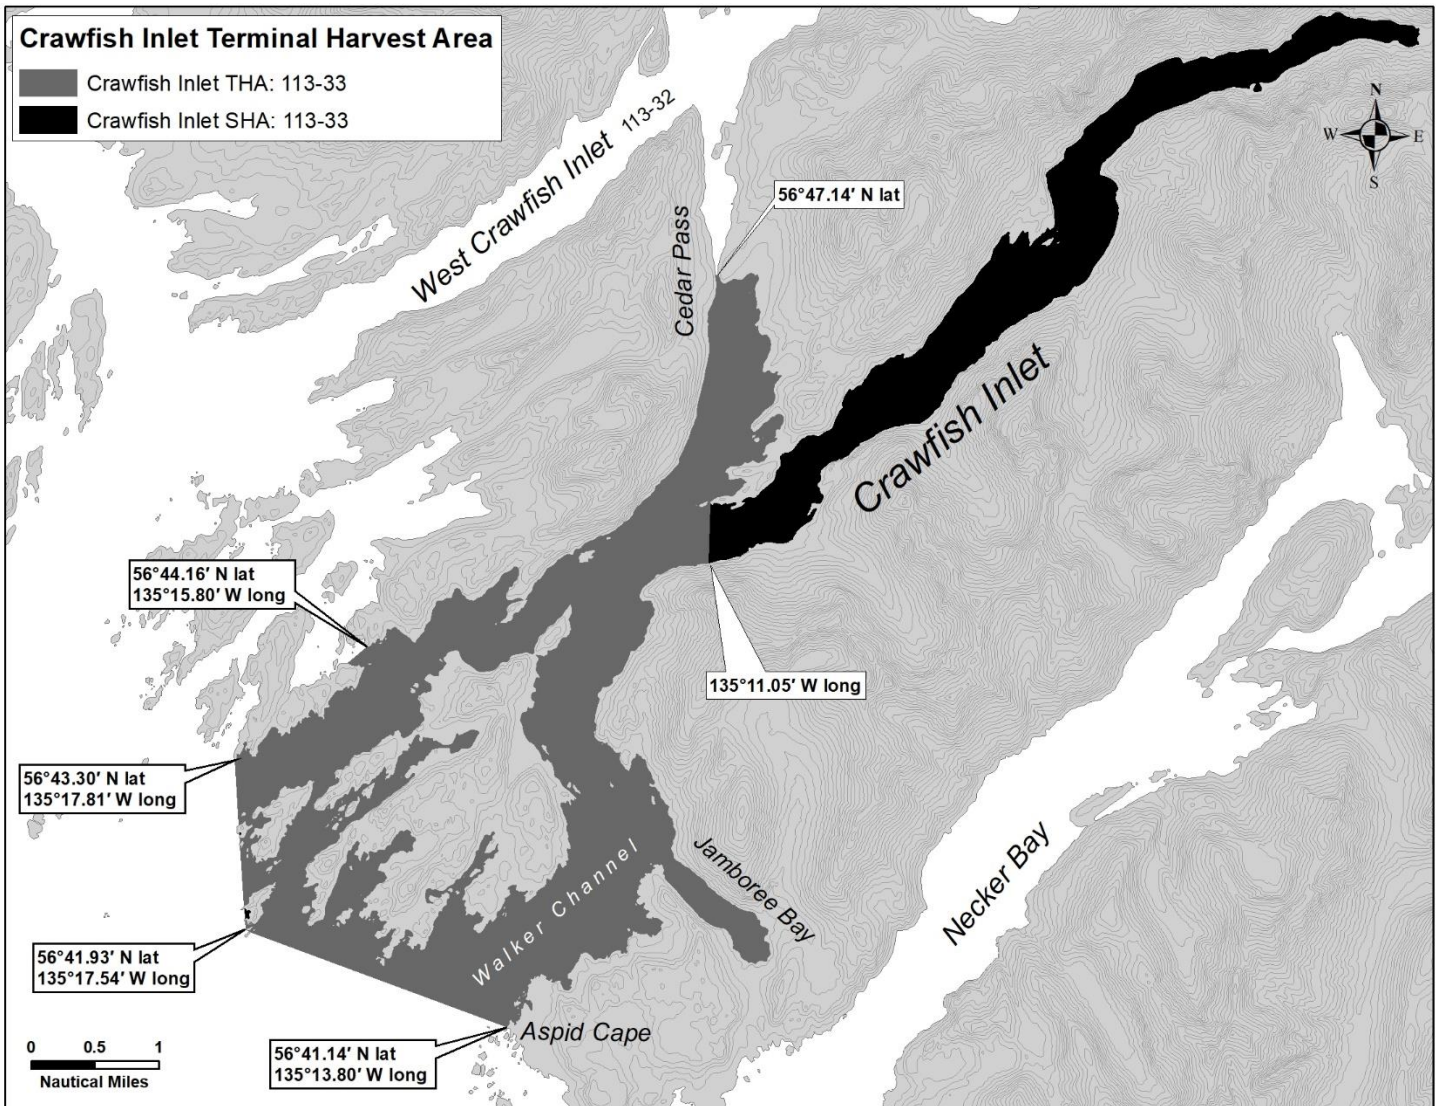 Crawfish Inlet Terminal Harvest Area
Crawfish Inlet THA: 113-33
Crawfish Inlet SHA: 113-33
West Crawfish Inlet 113-32
N
W E
S
56°47.14′ N lat
Cedar Pass
Crawfish Inlet
56°44.16′ N lat
135°15.80′ W long
135°11.05′ W long
56°43.30′ N lat
135°17.81′ W long
Jamboree Bay
Walker Channel
Necker Bay
56°41.93′ N lat
135°17.54′ W long
Aspid Cape
56°41.14′ N lat
135°13.80′ W long
0 0.5 1
Nautical Miles